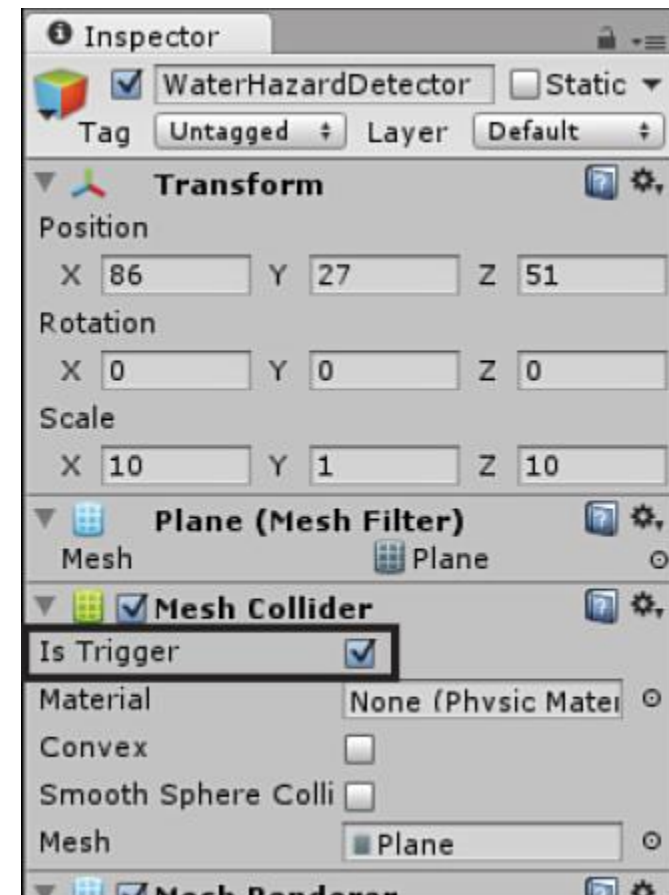 Inspector
WaterHazardDetector Static
Tag Untagged Layer Default
Transform
Position
X 86 Y 27 Z 51
Rotation
X 0 Y 0 Z 0
Scale
X 10 Y 1 Z 10
Plane (Mesh Filter)
Mesh Plane
Mesh Collider
Is Trigger
Material None (Physic Mater
Convex
Smooth Sphere Colli
Mesh Plane
Mesh Renderer